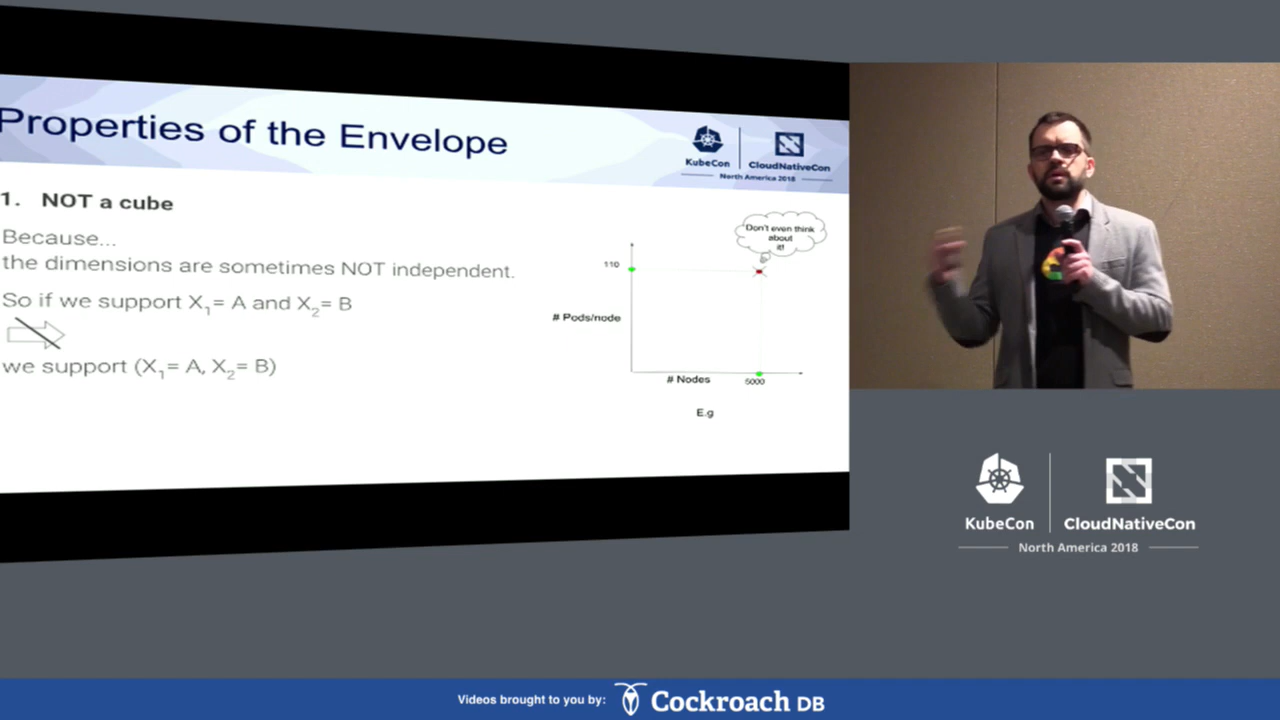 Properties of the Envelope
KubeCon
CloudNativeCon
North America 2018
1. NOT a cube
Because...
the dimensions are sometimes NOT independent.
So if we support X₁= A and X₂= B
we support (X₁= A, X₂= B)
Don't even think
about
it!
110
# Pods/node
# Nodes
5000
E.g
KubeCon
CloudNativeCon
North America 2018
Videos brought to you by:
Cockroach DB